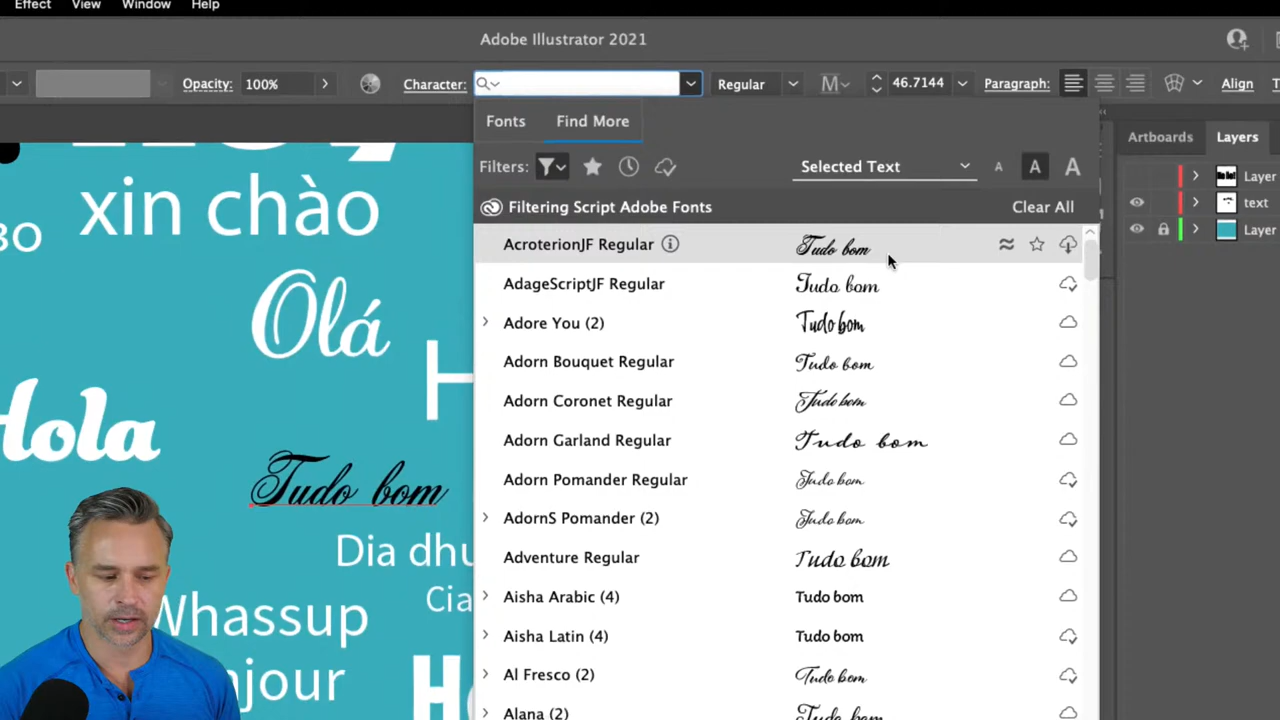 Effect View Window Help
Adobe Illustrator 2021
Opacity: 100% Character: Regular 46.7144 Paragraph: Align
Fonts Find More
Artboards Layers
Filters: Selected Text A A A
Layer
Filtering Script Adobe Fonts Clear All
text
Layer
AcroterionJF Regular Tudo bom
AdageScriptJF Regular Tudo bom
Adore You (2) Tudo bom
Adorn Bouquet Regular Tudo bom
Adorn Coronet Regular Tudo bom
Adorn Garland Regular Tudo bom
Adorn Pomander Regular Tudo bom
AdornS Pomander (2) Tudo bom
Adventure Regular Tudo bom
Aisha Arabic (4) Tudo bom
Aisha Latin (4) Tudo bom
Al Fresco (2) Tudo bom
Alana (2) Tudo bom
xin chào
Olá
Hola
Tudo bom
Dia dhu
Cia
Whassup
njour